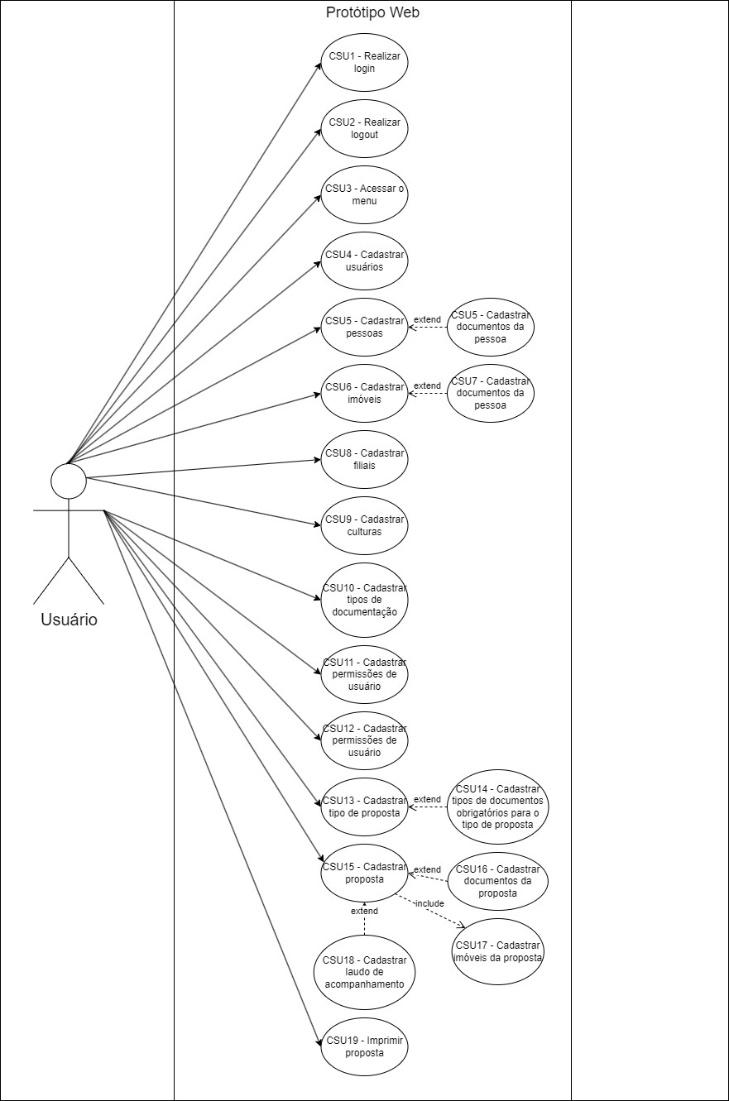 Protótipo Web
CSU1 - Realizar
login
CSU2 - Realizar
logout
CSU3 - Acessar o
menu
CSU4 - Cadastrar
usuários
CSU5 - Cadastrar
pessoas
extend
CSU5 - Cadastrar
documentos da
pessoa
CSU6 - Cadastrar
imóveis
extend
CSU7 - Cadastrar
documentos da
pessoa
CSU8 - Cadastrar
filiais
CSU9 - Cadastrar
culturas
Usuário
CSU10 - Cadastrar
tipos de
documentação
CSU11 - Cadastrar
permissões de
usuário
CSU12 - Cadastrar
permissões de
usuário
CSU13 - Cadastrar
tipo de proposta
extend
CSU14 - Cadastrar
tipos de documentos
obrigatórios para o
tipo de proposta
CSU15 - Cadastrar
proposta
extend
CSU16 - Cadastrar
documentos da
proposta
include
CSU17 - Cadastrar
imóveis da proposta
extend
CSU18 - Cadastrar
laudo de
acompanhamento
CSU19 - Imprimir
proposta